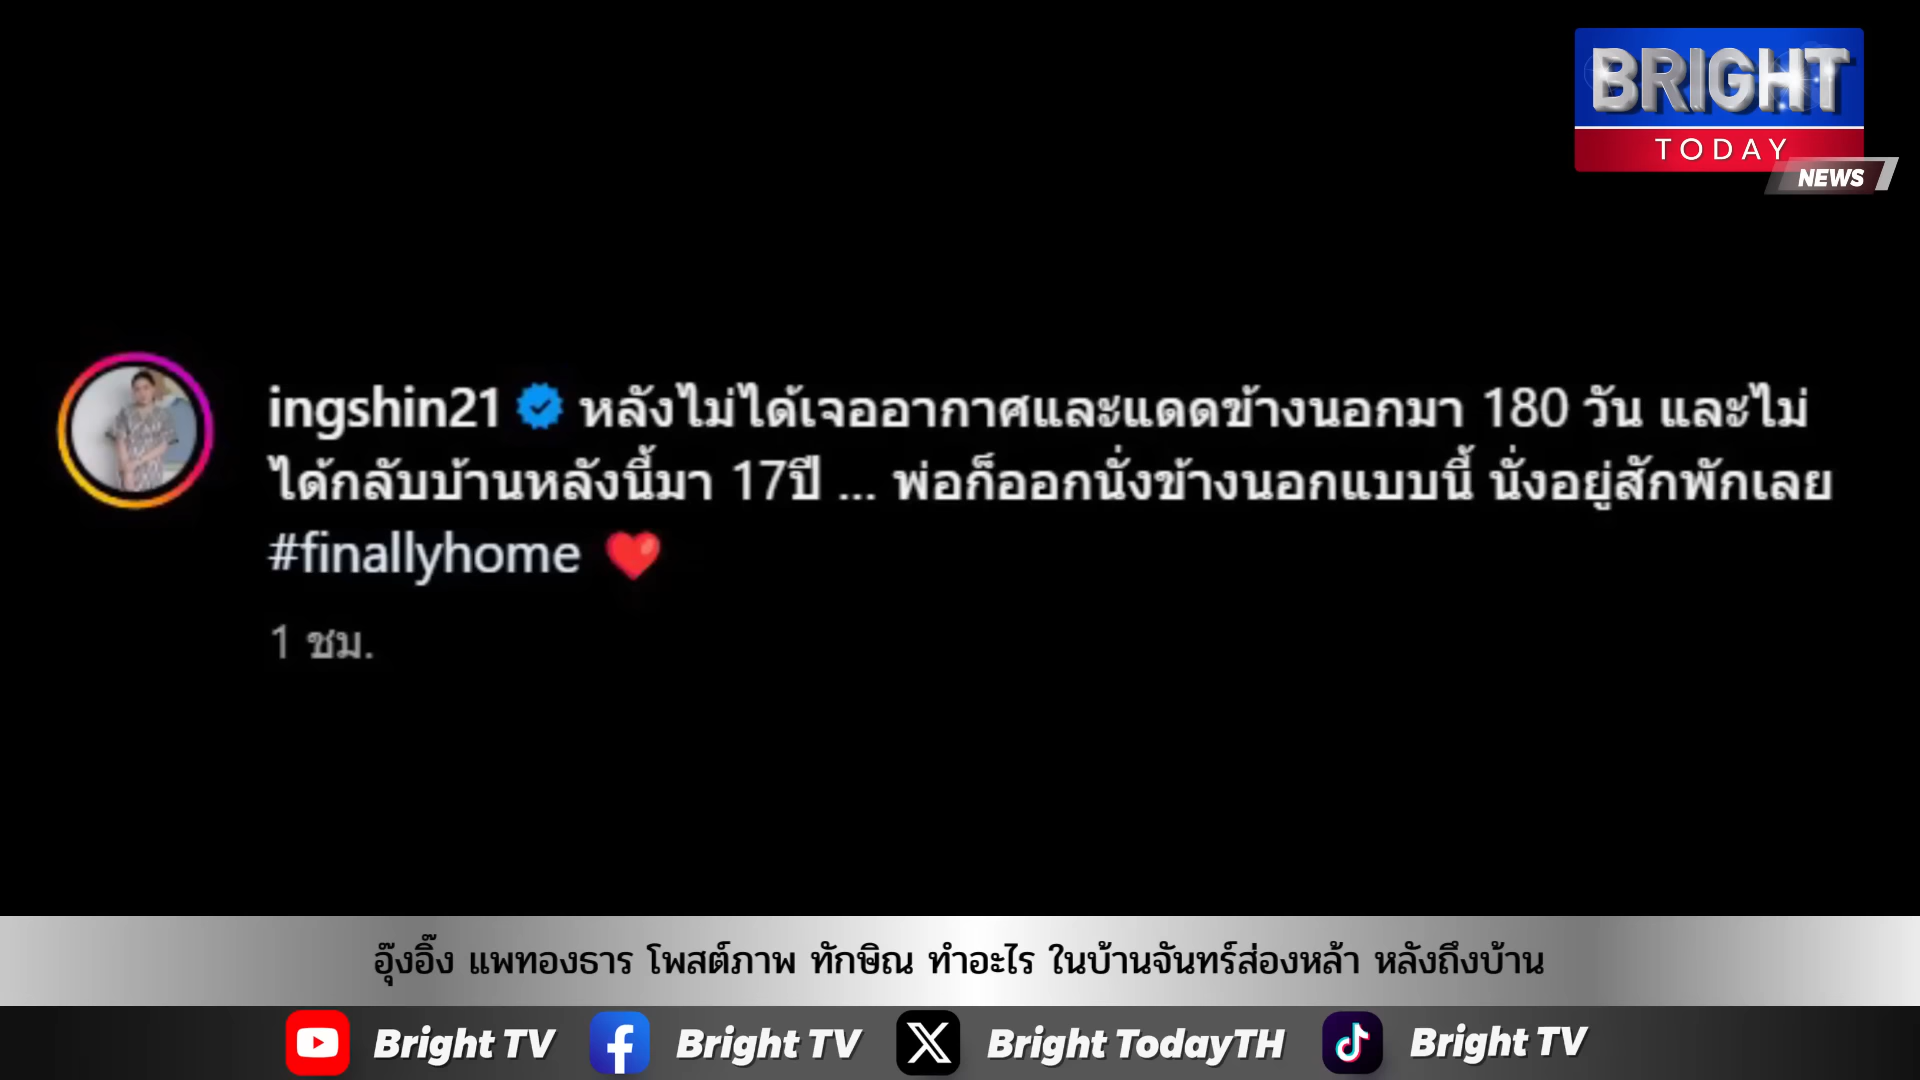 BRIGHT
TODAY
NEWS
ingshin21 หลังไม่ได้เจออากาศและแดดข้างนอกมา 180 วัน และไม่
ได้กลับบ้านหลังนี้มา 17ปี ... พ่อก็ออกนั่งข้างนอกแบบนี้ นั่งอยู่สักพักเลย
#finallyhome ❤️
1 ชม.
อุ๊งอิ๊ง แพทองธาร โพสต์ภาพ ทักษิณ ทำอะไร ในบ้านจันทร์ส่องหล้า หลังถึงบ้าน
Bright TV Bright TV Bright TodayTH Bright TV